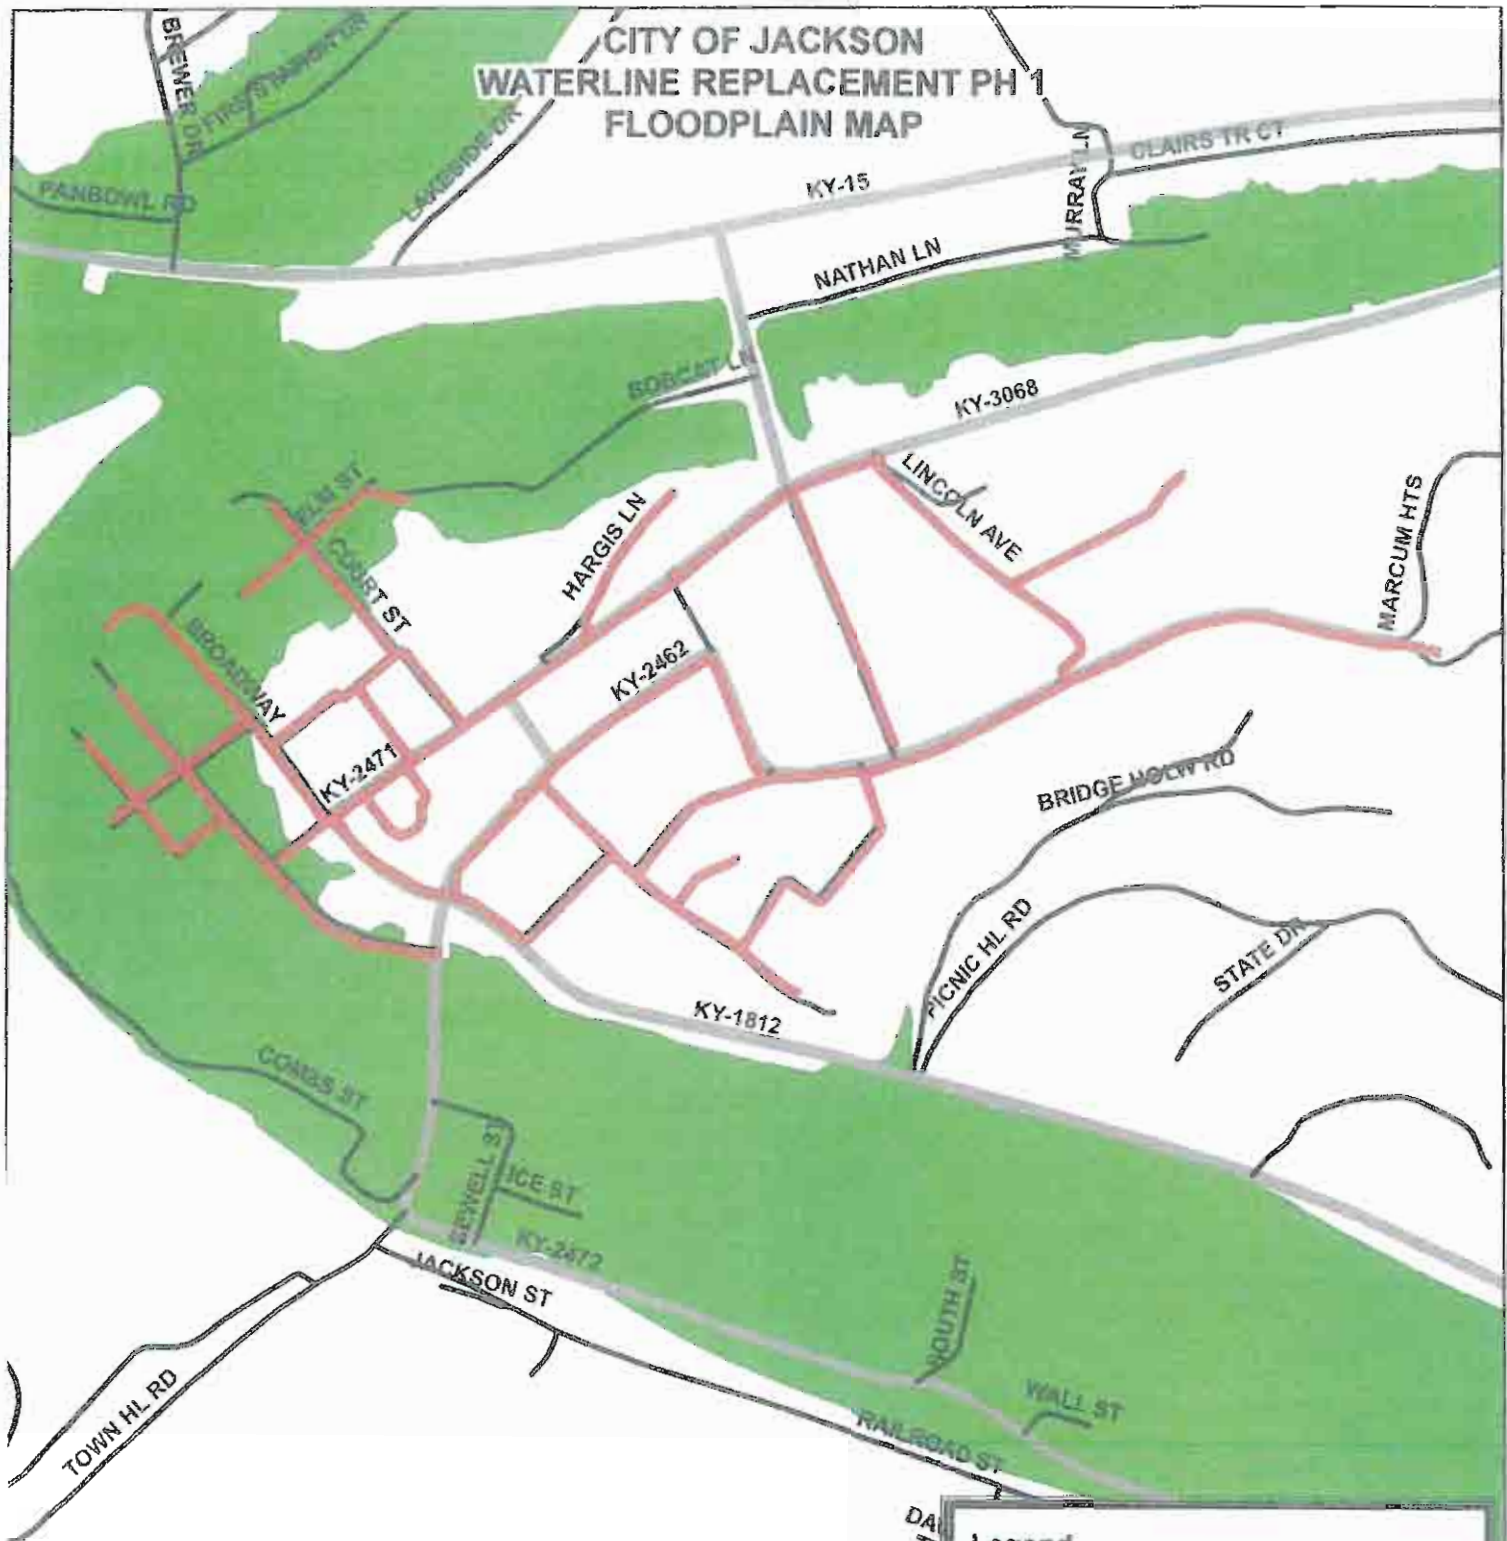 CITY OF JACKSON
WATERLINE REPLACEMENT PH 1
FLOODPLAIN MAP
BREWER DR
LAKESIDE DR
PANBOWL RD
KY-15
MURRAY LN
CLAIRS TR CT
NATHAN LN
BOBCAT LN
KY-3068
ELM ST
COURT ST
HARGIS LN
LINCOLN AVE
MARCUM HTS
BROADWAY
KY-2462
KY-2471
BRIDGE HOLW RD
PICNIC HL RD
STATE DR
KY-1812
COMBS ST
SEWELL ST
ICE ST
KY-2472
JACKSON ST
SOUTH ST
WALL ST
TOWN HL RD
RAILROAD ST